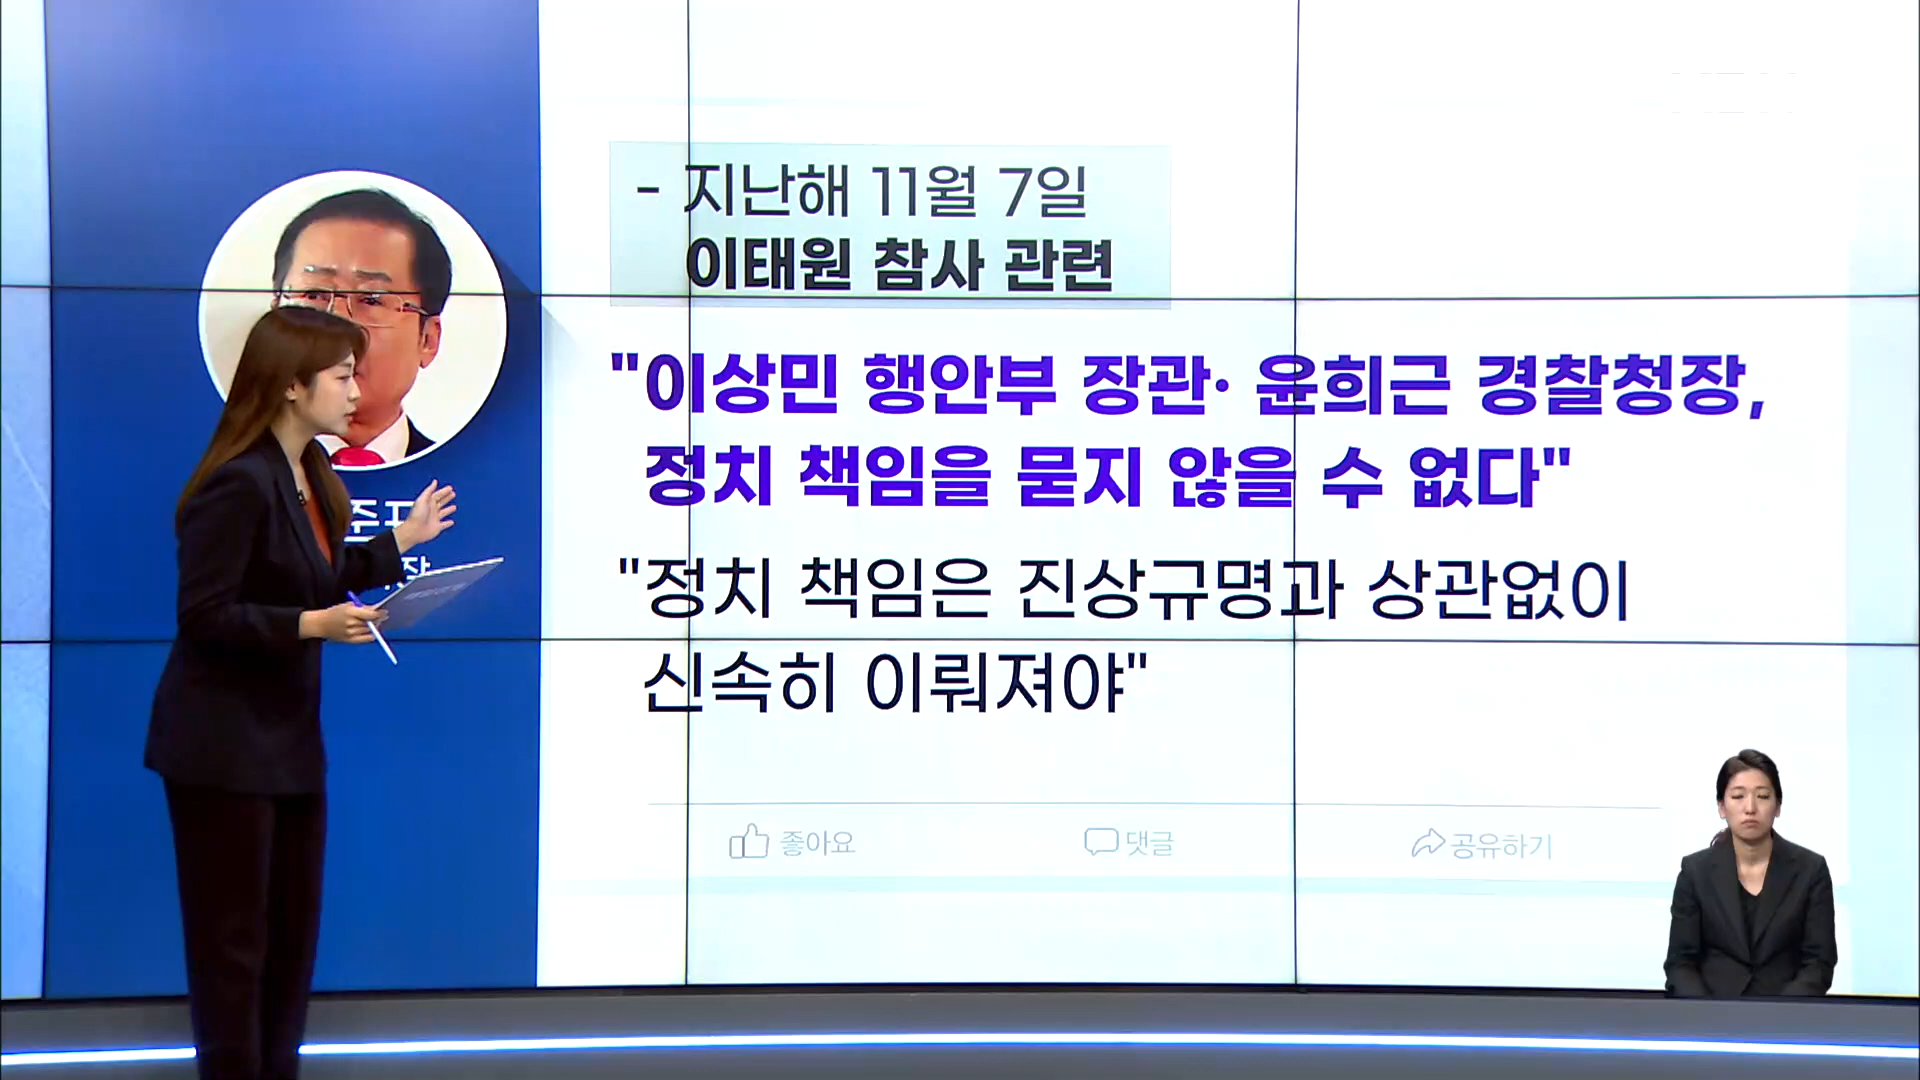 - 지난해 11월 7일
이태원 참사 관련
"이상민 행안부 장관· 윤희근 경찰청장,
정치 책임을 묻지 않을 수 없다"
"정치 책임은 진상규명과 상관없이
신속히 이뤄져야"
좋아요 댓글 공유하기